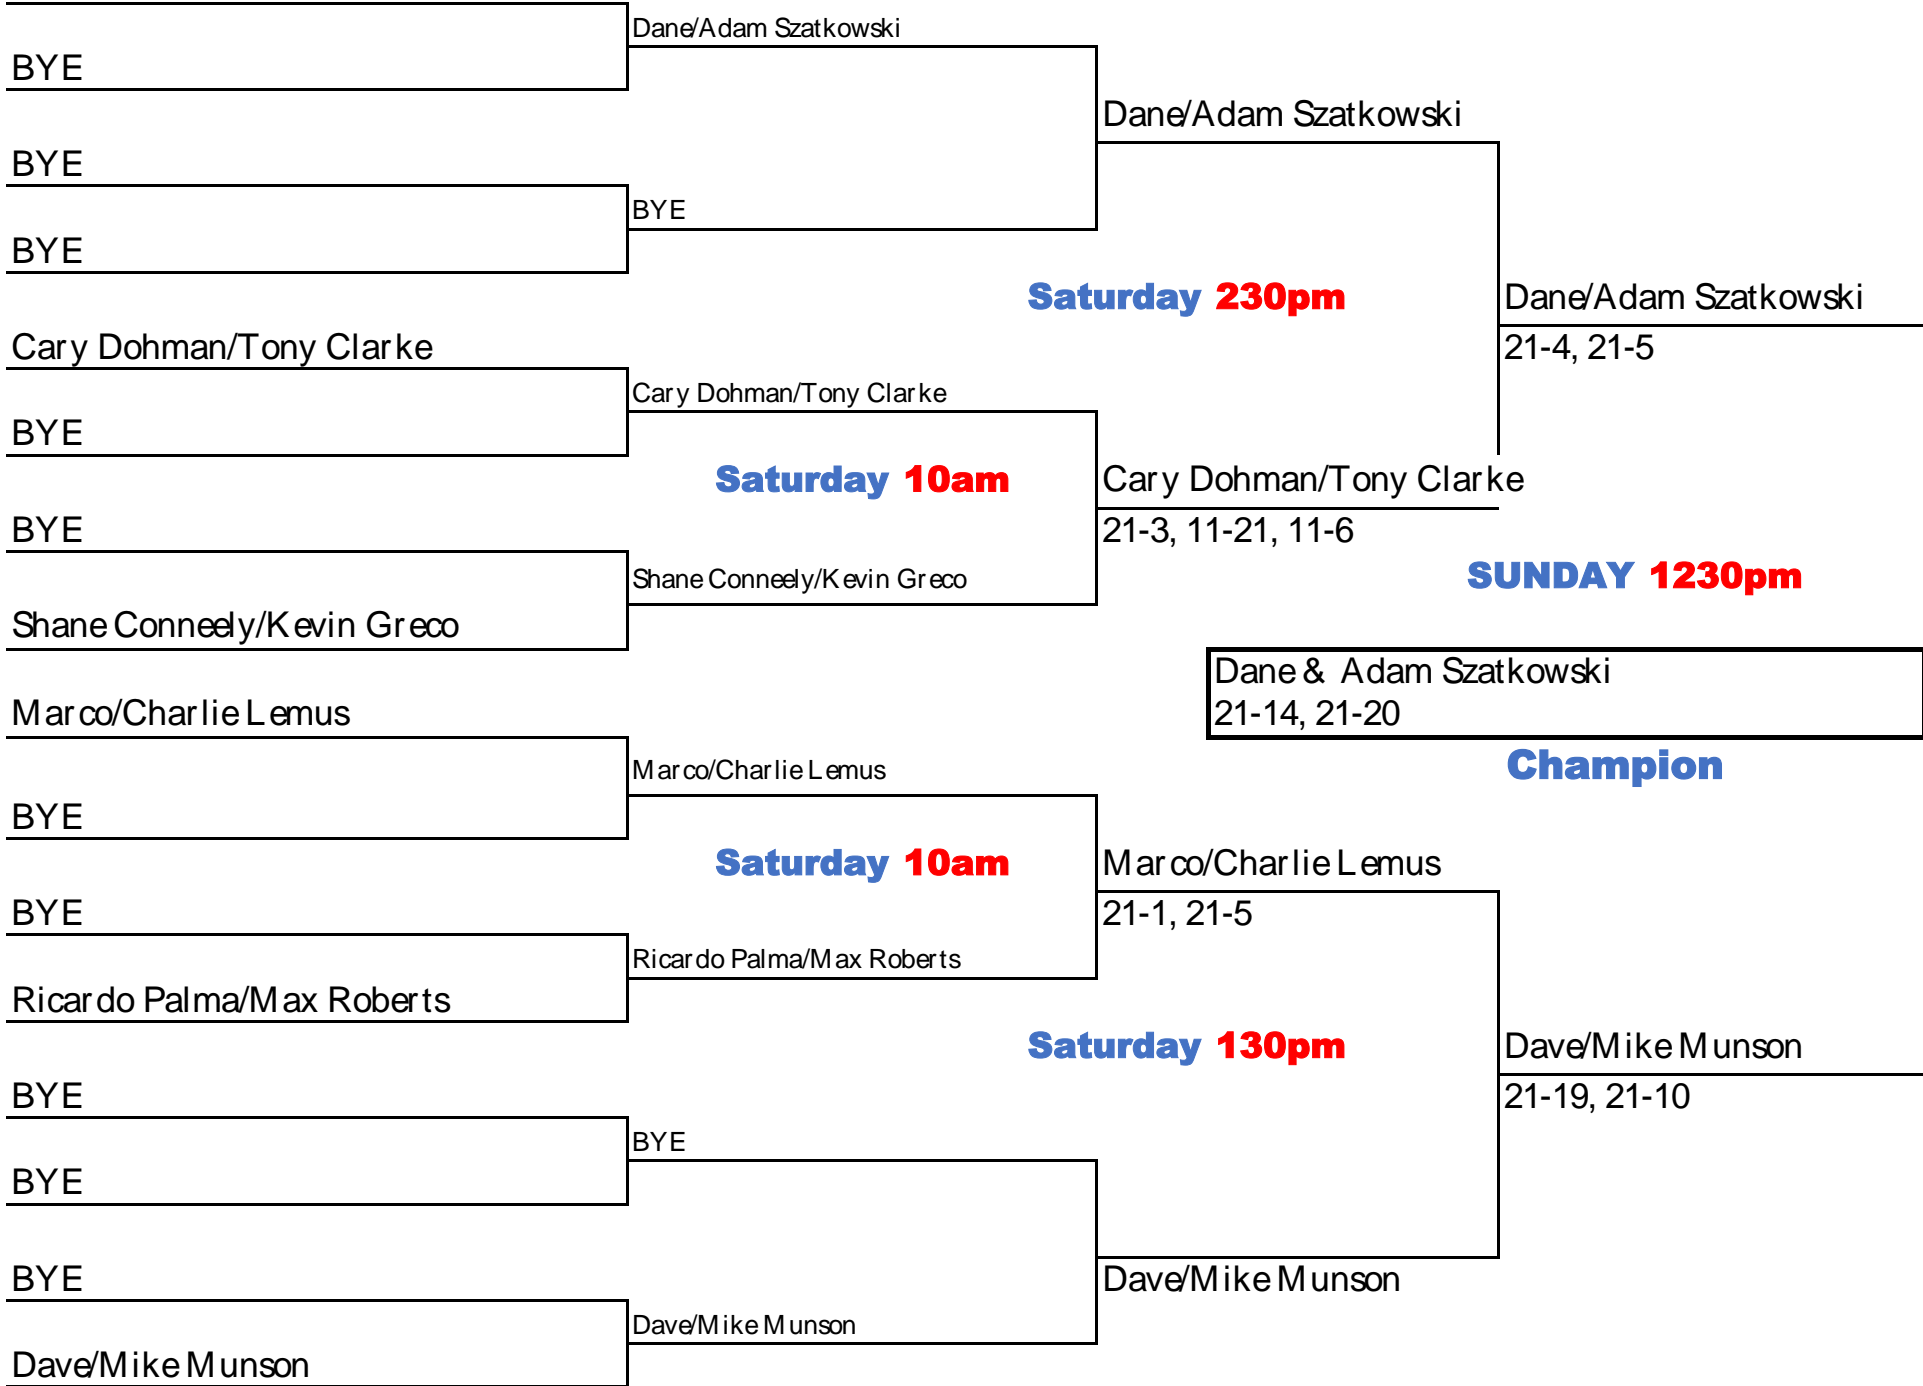 Dane/Adam Szatkowski
BYE
Dane/Adam Szatkowski
BYE
BYE
BYE
Saturday 230pm
Dane/Adam Szatkowski
Cary Dohman/Tony Clarke
21-4, 21-5
Cary Dohman/Tony Clarke
BYE
Saturday 10am
Cary Dohman/Tony Clarke
BYE
21-3, 11-21, 11-6
Shane Conneely/Kevin Greco
SUNDAY 1230pm
Shane Conneely/Kevin Greco
Dane & Adam Szatkowski
Marco/Charlie Lemus
21-14, 21-20
Marco/Charlie Lemus
Champion
BYE
Saturday 10am
Marco/Charlie Lemus
BYE
21-1, 21-5
Ricardo Palma/Max Roberts
Ricardo Palma/Max Roberts
Saturday 130pm
Dave/Mike Munson
BYE
21-19, 21-10
BYE
BYE
BYE
Dave/Mike Munson
Dave/Mike Munson
Dave/Mike Munson